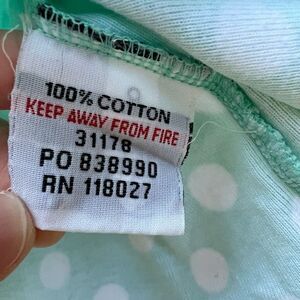 100% COTTON
KEEP AWAY FROM FIRE
31178
PO 838990
RN 118027